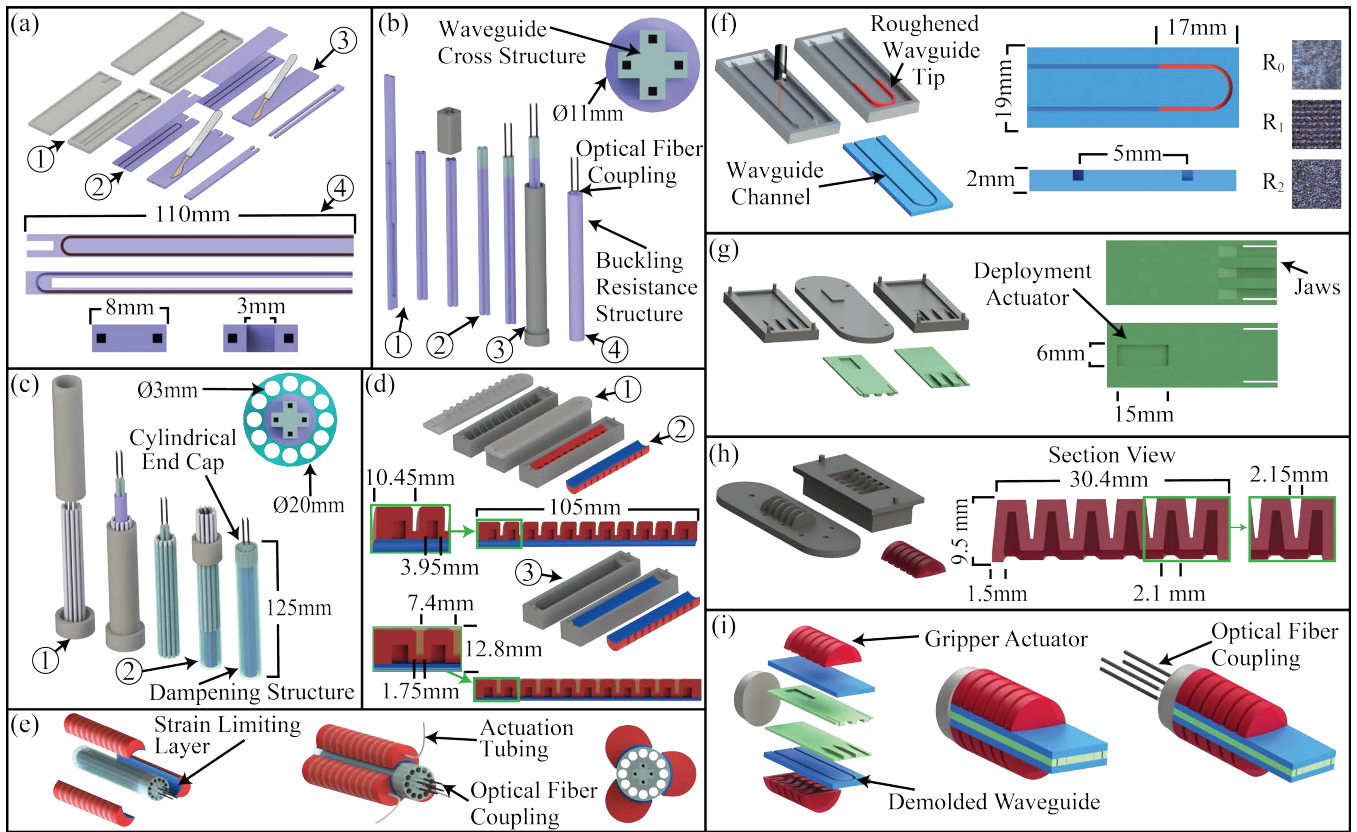 (a)
①
②
③
④
110mm
8mm
3mm
(b)
Waveguide
Cross Structure
Ø11mm
Optical Fiber
Coupling
Buckling
Resistance
Structure
①
②
③
④
(c)
Ø3mm
Cylindrical
End Cap
Ø20mm
125mm
①
②
Dampening Structure
(d)
①
②
10.45mm
105mm
3.95mm
③
7.4mm
12.8mm
1.75mm
(e)
Strain Limiting
Layer
Actuation
Tubing
Optical Fiber
Coupling
(f)
Roughened
Wavguide
Tip
Wavguide
Channel
17mm
19mm
5mm
2mm
R0
R1
R2
(g)
Deployment
Actuator
Jaws
6mm
15mm
(h)
Section View
30.4mm
2.15mm
9.5 mm
1.5mm
2.1 mm
(i)
Gripper Actuator
Optical Fiber
Coupling
Demolded Waveguide